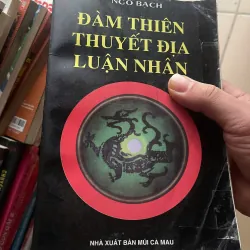 NGÔ BẠCH
ĐÀM THIÊN
THUYẾT ĐỊA
LUẬN NHÂN
NHÀ XUẤT BẢN MŨI CÀ MAU